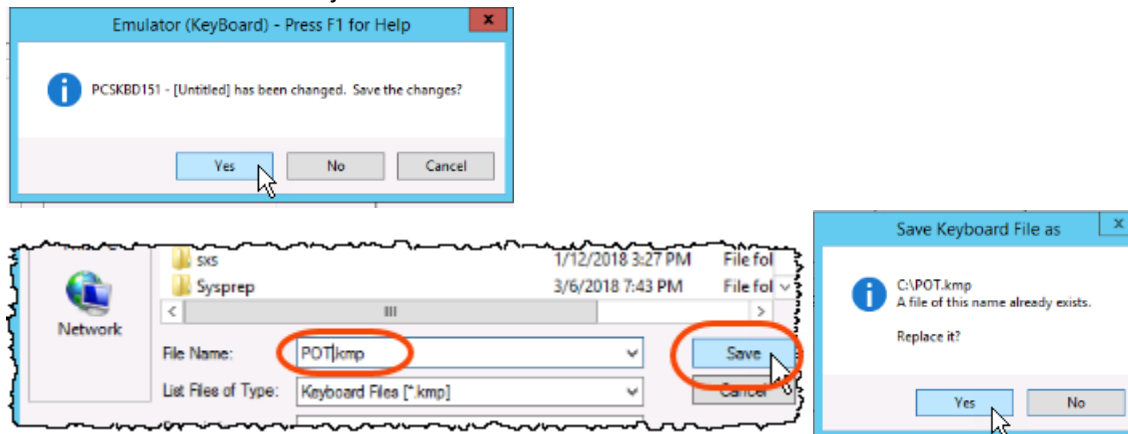 Emulator (KeyBoard) - Press F1 for Help
x
PCSKBD151 - [Untitled] has been changed. Save the changes?
Yes
No
Cancel
sxs 1/12/2018 3:27 PM File fol
Sysprep 3/6/2018 7:43 PM File fol
Network
File Name: POT.kmp Save
List Files of Type: Keyboard Files [*.kmp] Cancel
Save Keyboard File as
x
C:\POT.kmp
A file of this name already exists.
Replace it?
Yes
No